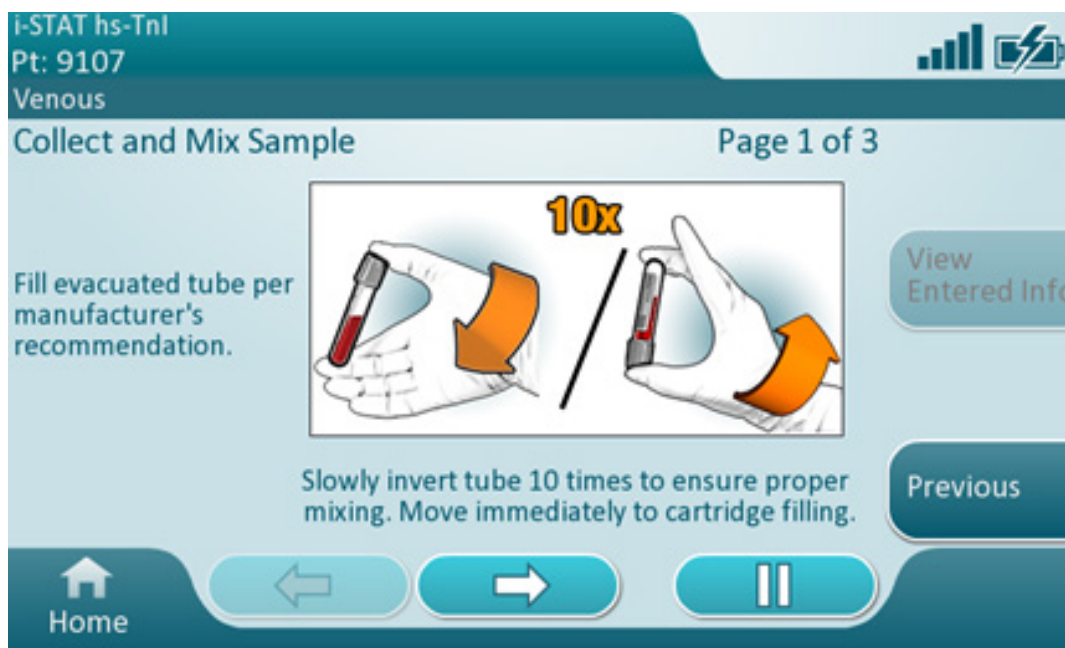 i-STAT hs-TnI
Pt: 9107
Venous
Collect and Mix Sample
Page 1 of 3
10x
Fill evacuated tube per
manufacturer's
recommendation.
View
Entered Info
Slowly invert tube 10 times to ensure proper
mixing. Move immediately to cartridge filling.
Previous
Home